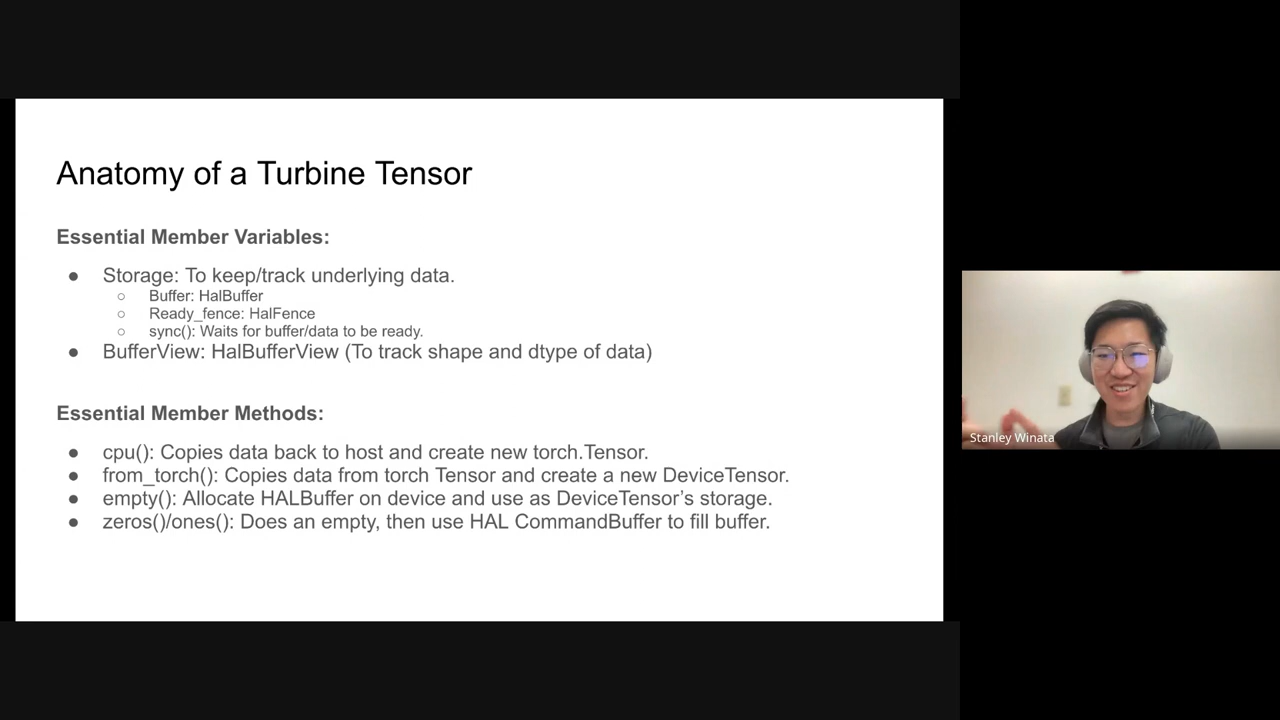 Anatomy of a Turbine Tensor
Essential Member Variables:
● Storage: To keep/track underlying data.
○ Buffer: HalBuffer
○ Ready_fence: HalFence
○ sync(): Waits for buffer/data to be ready.
● BufferView: HalBufferView (To track shape and dtype of data)
Essential Member Methods:
● cpu(): Copies data back to host and create new torch.Tensor.
● from_torch(): Copies data from torch Tensor and create a new DeviceTensor.
● empty(): Allocate HALBuffer on device and use as DeviceTensor’s storage.
● zeros()/ones(): Does an empty, then use HAL CommandBuffer to fill buffer.
Stanley Winata